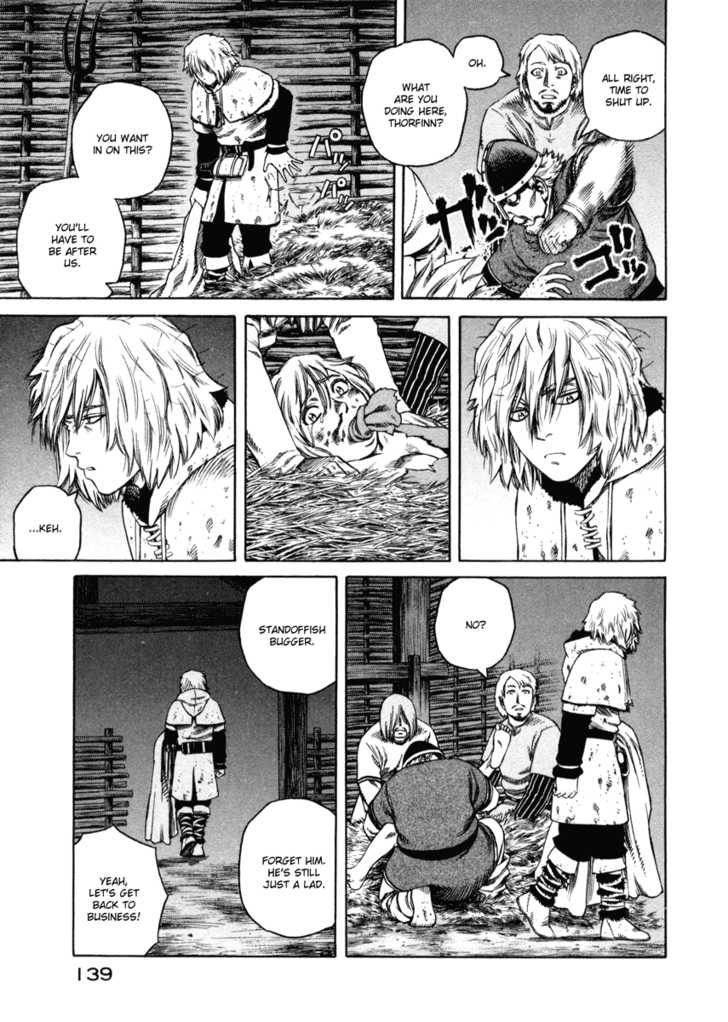 ALL RIGHT,
TIME TO
SHUT UP.
OH.
WHAT
ARE YOU
DOING HERE,
THORFINN?
ガッ
ゴッ
パッ
パッ
YOU WANT
IN ON THIS?
YOU'LL
HAVE TO
BE AFTER
US.
...KEH.
NO?
STANDOFFISH
BUGGER.
FORGET HIM.
HE'S STILL
JUST A LAD.
YEAH,
LET'S GET
BACK TO
BUSINESS!
139